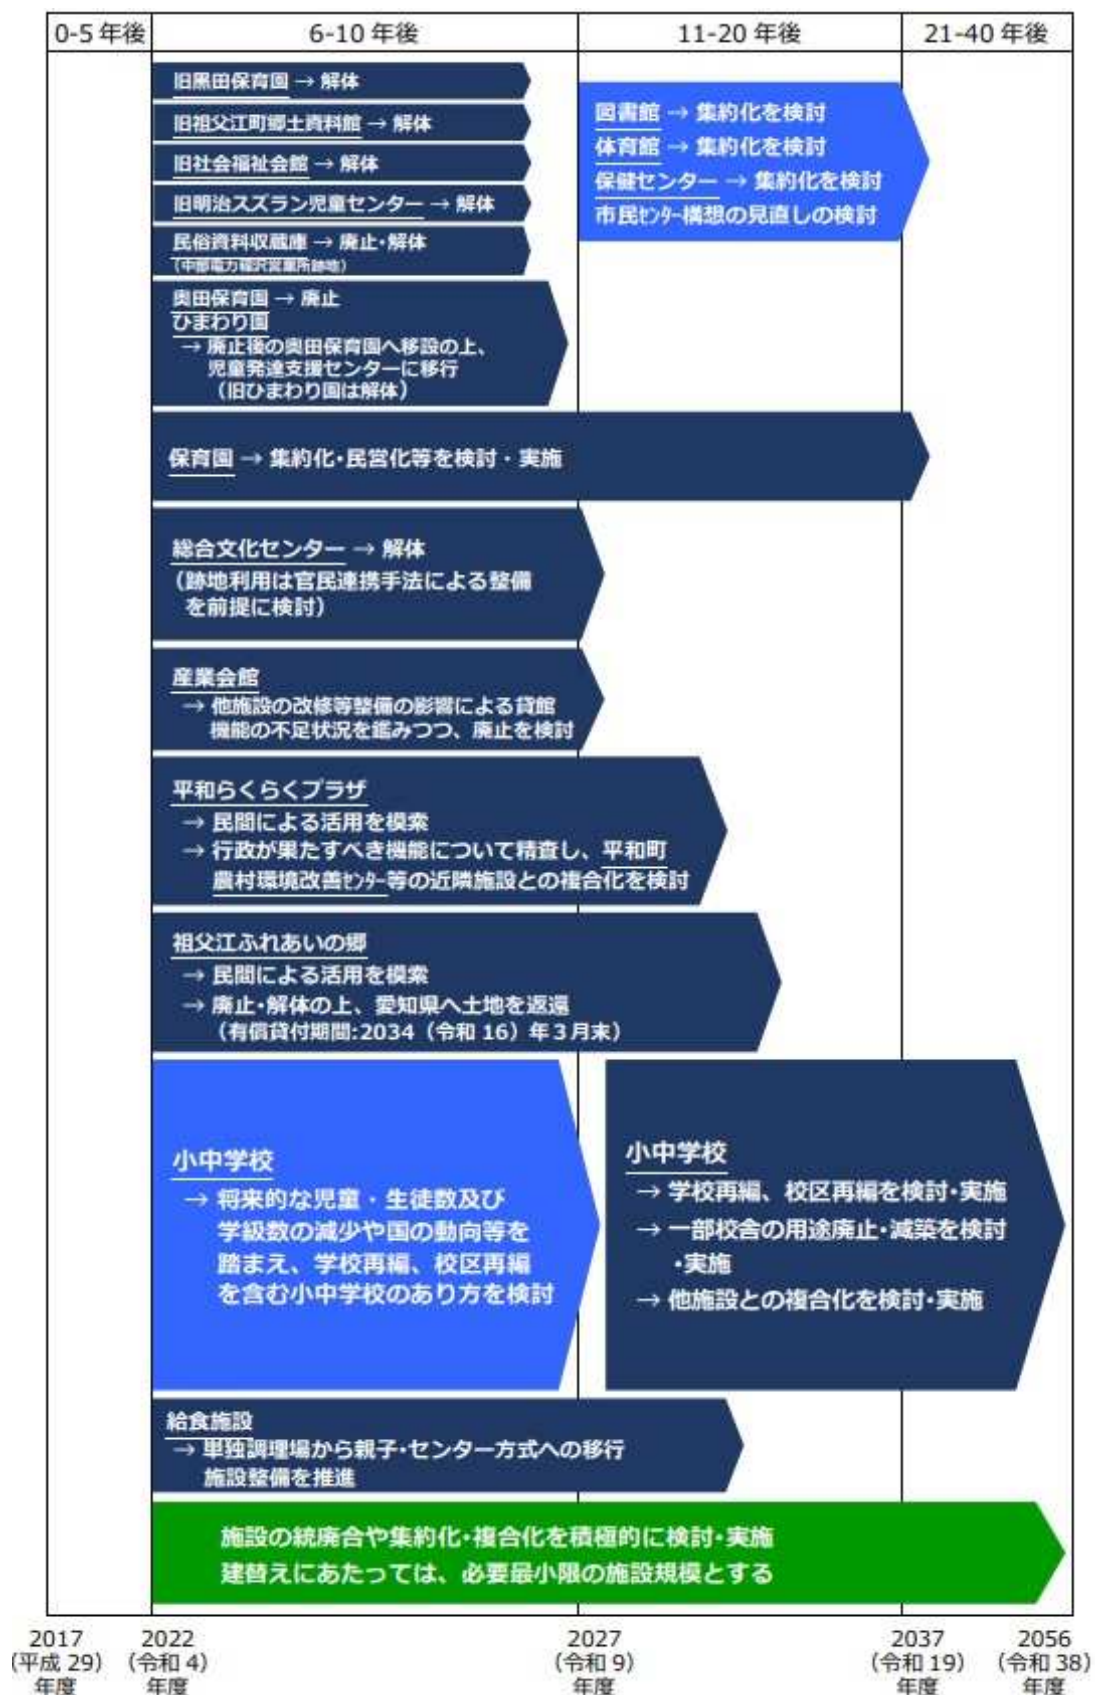 0-5 年後
6-10 年後
11-20 年後
21-40 年後
旧黒田保育園 → 解体
旧祖父江町郷土資料館 → 解体
旧社会福祉会館 → 解体
旧明治スズラン児童センター → 解体
民俗資料収蔵庫 → 廃止・解体
（中部電力稲沢営業所跡地）
図書館 → 集約化を検討
体育館 → 集約化を検討
保健センター → 集約化を検討
市民ｾﾝﾀｰ構想の見直しの検討
奥田保育園 → 廃止
ひまわり園
→ 廃止後の奥田保育園へ移設の上、
児童発達支援センターに移行
（旧ひまわり園は解体）
保育園 → 集約化・民営化等を検討・実施
総合文化センター → 解体
（跡地利用は官民連携手法による整備
を前提に検討）
産業会館
→ 他施設の改修等整備の影響による貸館
機能の不足状況を鑑みつつ、廃止を検討
平和らくらくプラザ
→ 民間による活用を模索
→ 行政が果たすべき機能について精査し、平和町
農村環境改善ｾﾝﾀｰ等の近隣施設との複合化を検討
祖父江ふれあいの郷
→ 民間による活用を模索
→ 廃止・解体の上、愛知県へ土地を返還
（有償貸付期間:2034（令和 16）年３月末）
小中学校
→ 将来的な児童・生徒数及び
学級数の減少や国の動向等を
踏まえ、学校再編、校区再編
を含む小中学校のあり方を検討
小中学校
→ 学校再編、校区再編を検討・実施
→ 一部校舎の用途廃止・減築を検討
・実施
→ 他施設との複合化を検討・実施
給食施設
→ 単独調理場から親子・センター方式への移行
施設整備を推進
施設の統廃合や集約化・複合化を積極的に検討・実施
建替えにあたっては、必要最小限の施設規模とする
2017
（平成 29）
年度
2022
（令和 4）
年度
2027
（令和 9）
年度
2037
（令和 19）
年度
2056
（令和 38）
年度